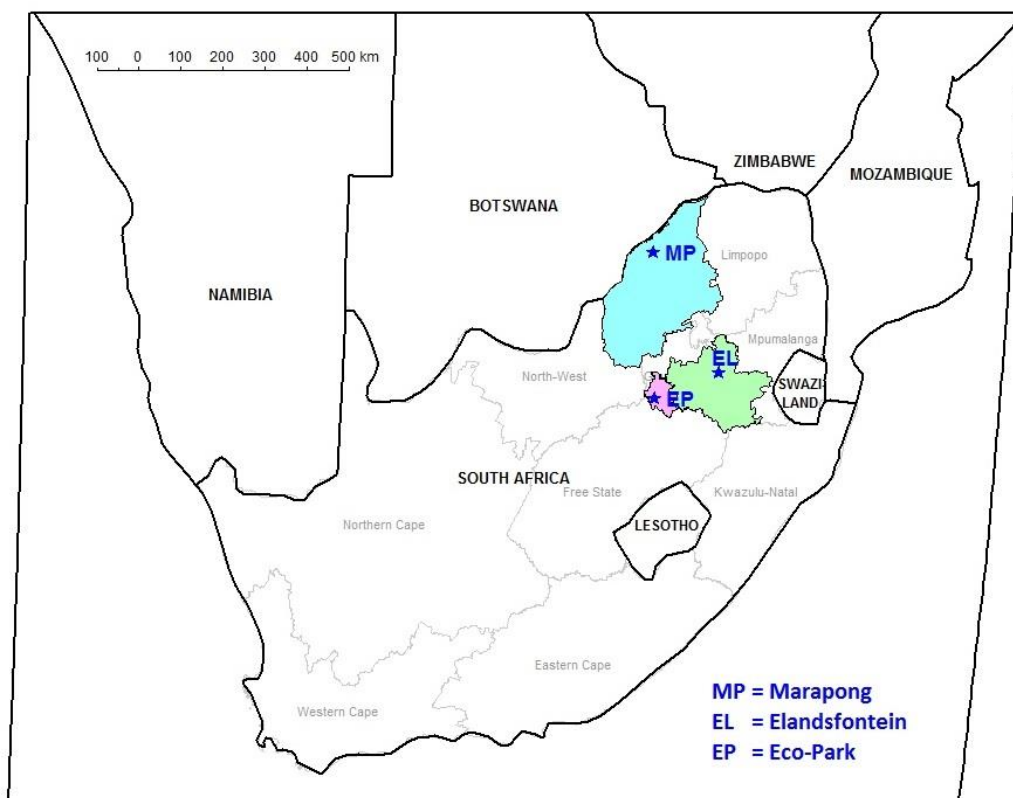 100 0 100 200 300 400 500 km
ZIMBABWE
MOZAMBIQUE
BOTSWANA
MP
Limpopo
NAMIBIA
Mpumalanga
EL
North-West
SWAZI
LAND
EP
SOUTH AFRICA
Free State
Kwazulu-Natal
Northern Cape
LESOTHO
Eastern Cape
Western Cape
MP = Marapong
EL = Elandsfontein
EP = Eco-Park